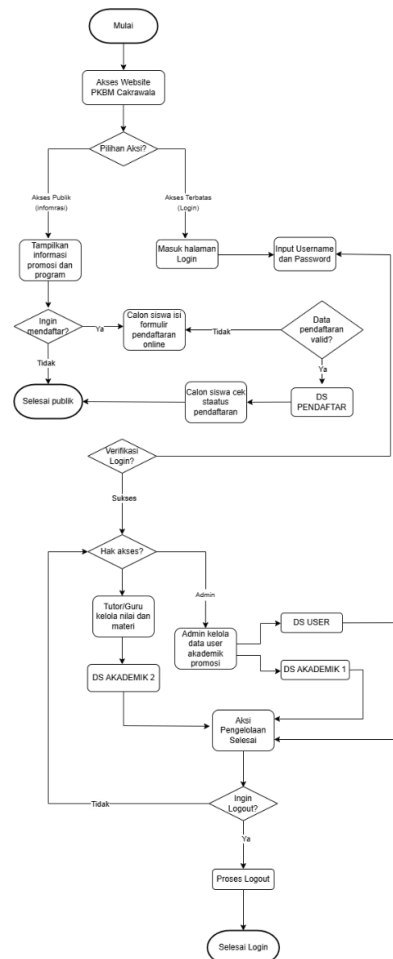 Mulai
Akses Website
PKBM Cakrawala
Pilihan Aksi?
Akses Publik
(infomrasi)
Akses Terbatas
(Login)
Tampilkan
informasi
promosi dan
program
Masuk halaman
Login
Input Username
dan Password
Ingin
mendaftar?
Ya
Calon siswa isi
formulir
pendaftaran
online
Tidak
Data
pendaftaran
valid?
Tidak
Ya
Selesai publik
Calon siswa cek
staatus
pendaftaran
DS
PENDAFTAR
Verifikasi
Login?
Sukses
Hak akses?
Admin
Tutor/Guru
kelola nilai dan
materi
Admin kelola
data user
akademik
promosi
DS USER
DS AKADEMIK 2
DS AKADEMIK 1
Aksi
Pengelolaan
Selesai
Tidak
Ingin
Logout?
Ya
Proses Logout
Selesai Login